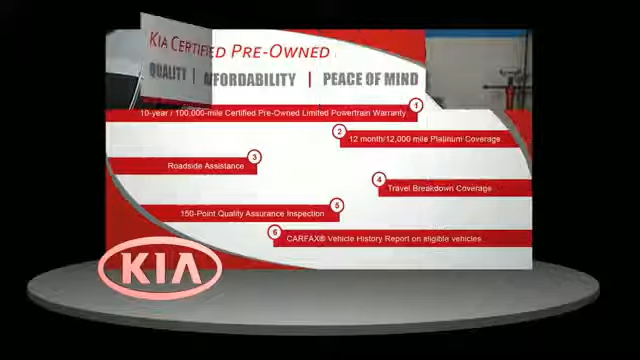 KIA CERTIFIED PRE-OWNED
QUALITY | AFFORDABILITY | PEACE OF MIND
1
10-year / 100,000-mile Certified Pre-Owned Limited Powertrain Warranty.
2
12 month/12,000 mile Platinum Coverage
3
Roadside Assistance
4
Travel Breakdown Coverage
5
150-Point Quality Assurance Inspection
6
CARFAX® Vehicle History Report on eligible vehicles
KIA